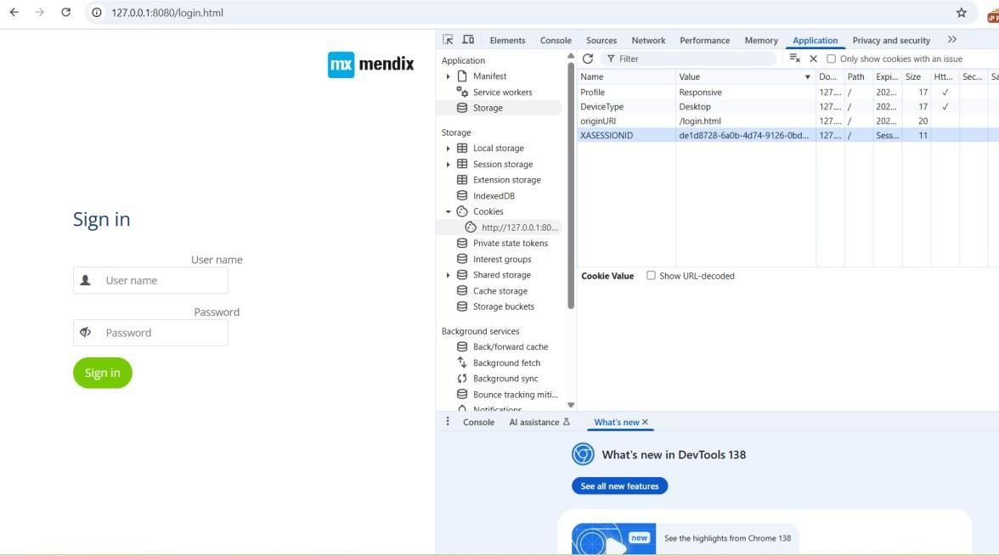 127.0.0.1:8080/login.html
mx mendix
Sign in
User name
User name
Password
Password
Sign in
Elements Console Sources Network Performance Memory Application Privacy and security
Application
Manifest
Service workers
Storage
Storage
Local storage
Session storage
Extension storage
IndexedDB
Cookies
http://127.0.0.1:80...
Private state tokens
Interest groups
Shared storage
Cache storage
Storage buckets
Background services
Back/forward cache
Background fetch
Background sync
Bounce tracking miti...
Notifications
Filter Only show cookies with an issue
Name Value Do... Path Expi... Size Htt... Sec... Sa
Profile Responsive 127.... / 202... 17 ✓
DeviceType Desktop 127.... / 202... 17 ✓
originURI /login.html 127.... / 202... 20
XASESSIONID de1d8728-6a0b-4d74-9126-0bd... 127.... / Sess... 11
Cookie Value Show URL-decoded
Console AI assistance What's new
What's new in DevTools 138
See all new features
new
See the highlights from Chrome 138